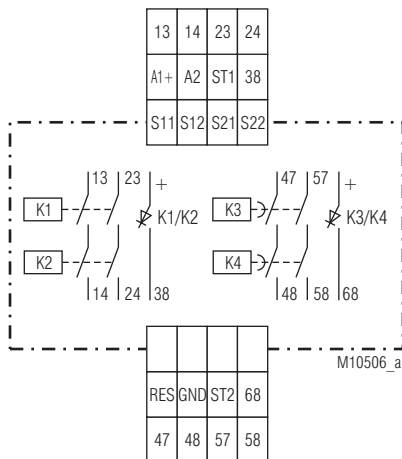 13 14 23 24
A1+ A2 ST1 38
S11 S12 S21 S22
13 23 + 47 57 +
K1 K1/K2 K3 K3/K4
K2 K4
14 24 38 48 58 68
M10506_a
RES GND ST2 68
47 48 57 58